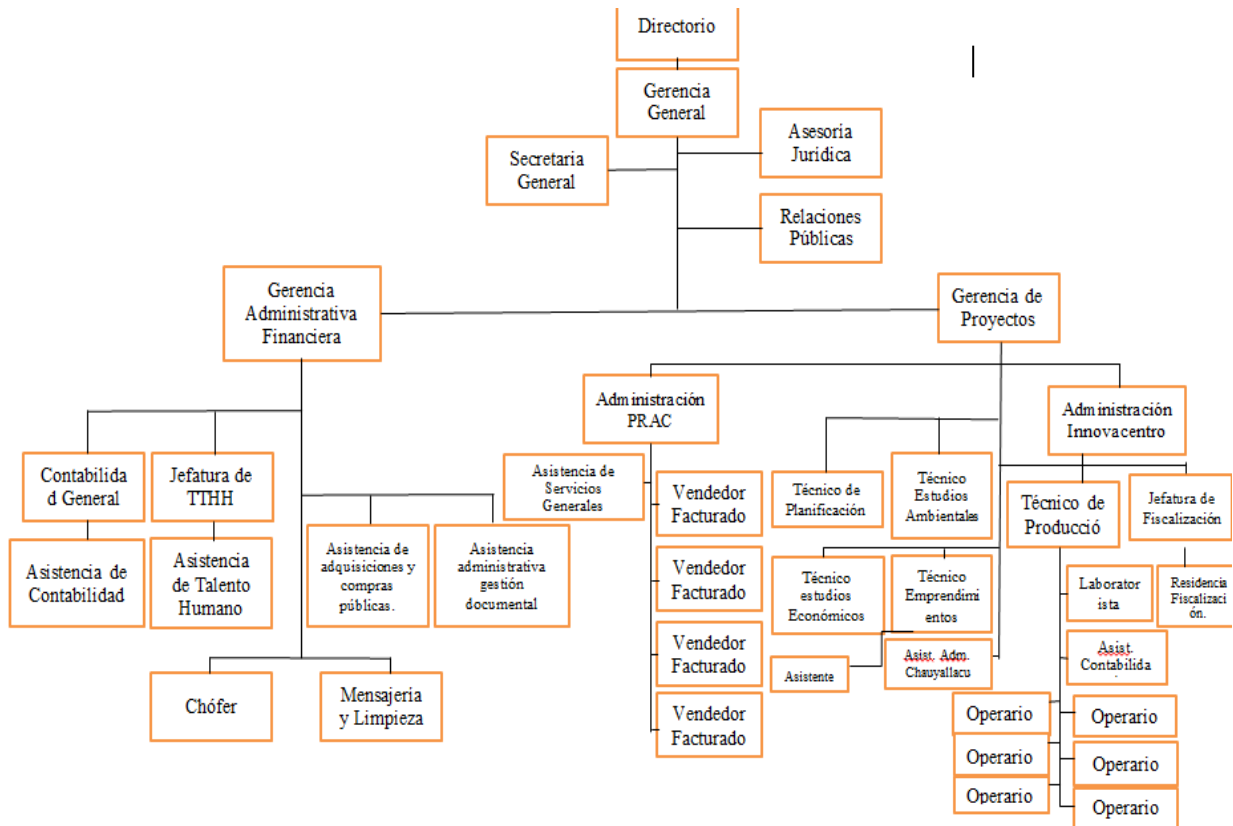 Directorio
Gerencia
General
Asesoria
Jurídica
Secretaria
General
Relaciones
Públicas
Gerencia
Administrativa
Financiera
Gerencia de
Proyectos
Administración
PRAC
Administración
Innovacentro
Contabilida
d General
Jefatura de
TTHH
Asistencia de
Servicios
Generales
Vendedor
Facturado
Técnico de
Planificación
Técnico
Estudios
Ambientales
Técnico de
Producció
Jefatura de
Fiscalización
Asistencia de
Contabilidad
Asistencia
de Talento
Humano
Asistencia de
adquisiciones y
compras
públicas.
Asistencia
administrativa
gestión
documental
Vendedor
Facturado
Técnico
estudios
Económicos
Técnico
Emprendimi
entos
Laborator
ista
Residencia
Fiscalizaci
ón.
Vendedor
Facturado
Asistente
Asist. Adm.
Chauyallacu
Asist.
Contabilida
Chófer
Mensajeria
y Limpieza
Vendedor
Facturado
Operario
Operario
Operario
Operario
Operario
Operario